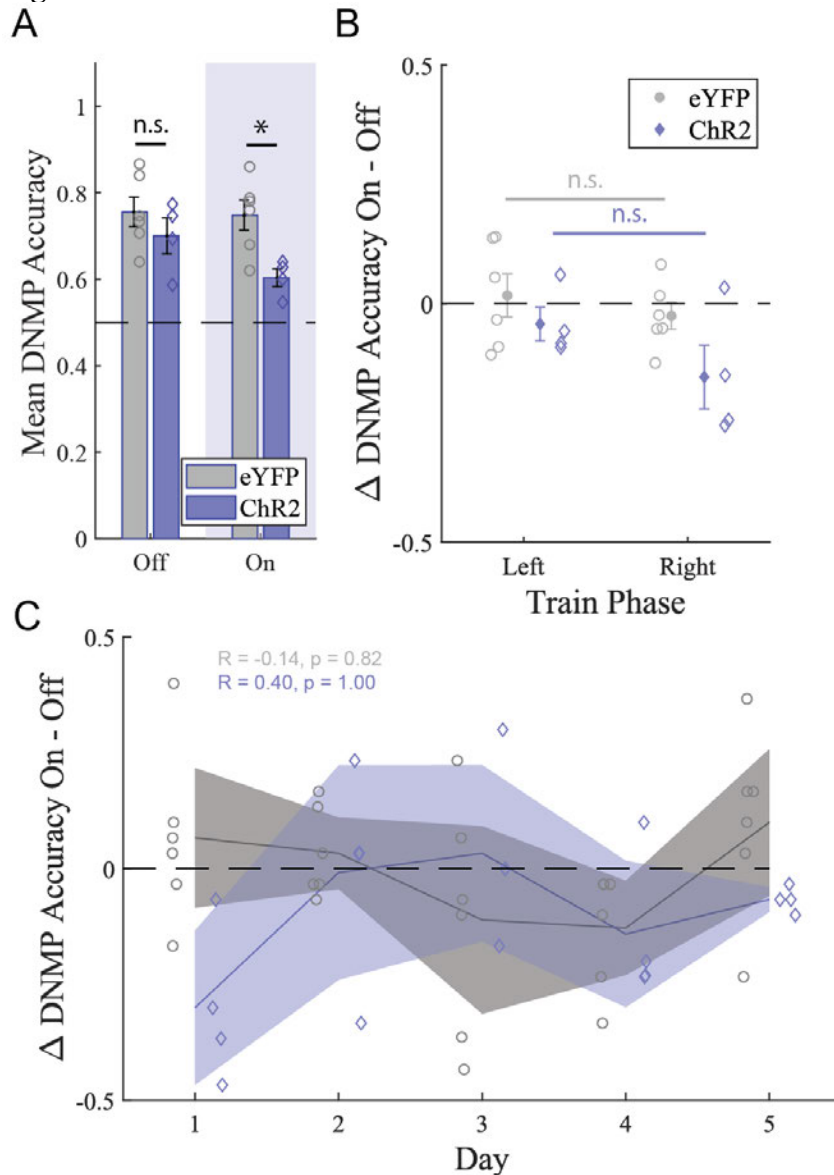 A
Mean DNMP Accuracy
1
0.8
0.6
0.4
0.2
0
n.s.
*
eYFP
ChR2
Off
On
B
Δ DNMP Accuracy On - Off
0.5
0
-0.5
eYFP
ChR2
n.s.
n.s.
Left
Right
Train Phase
C
Δ DNMP Accuracy On - Off
0.5
0
-0.5
R = -0.14, p = 0.82
R = 0.40, p = 1.00
1
2
3
4
5
Day